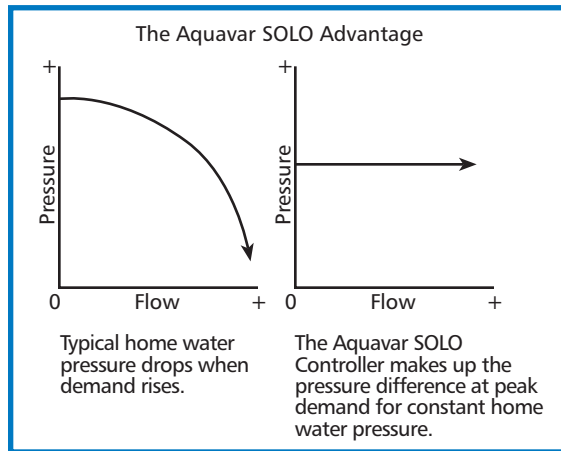 The Aquavar SOLO Advantage
+
Pressure
0 Flow +
Typical home water
pressure drops when
demand rises.
+
Pressure
0 Flow +
The Aquavar SOLO
Controller makes up the
pressure difference at peak
demand for constant home
water pressure.